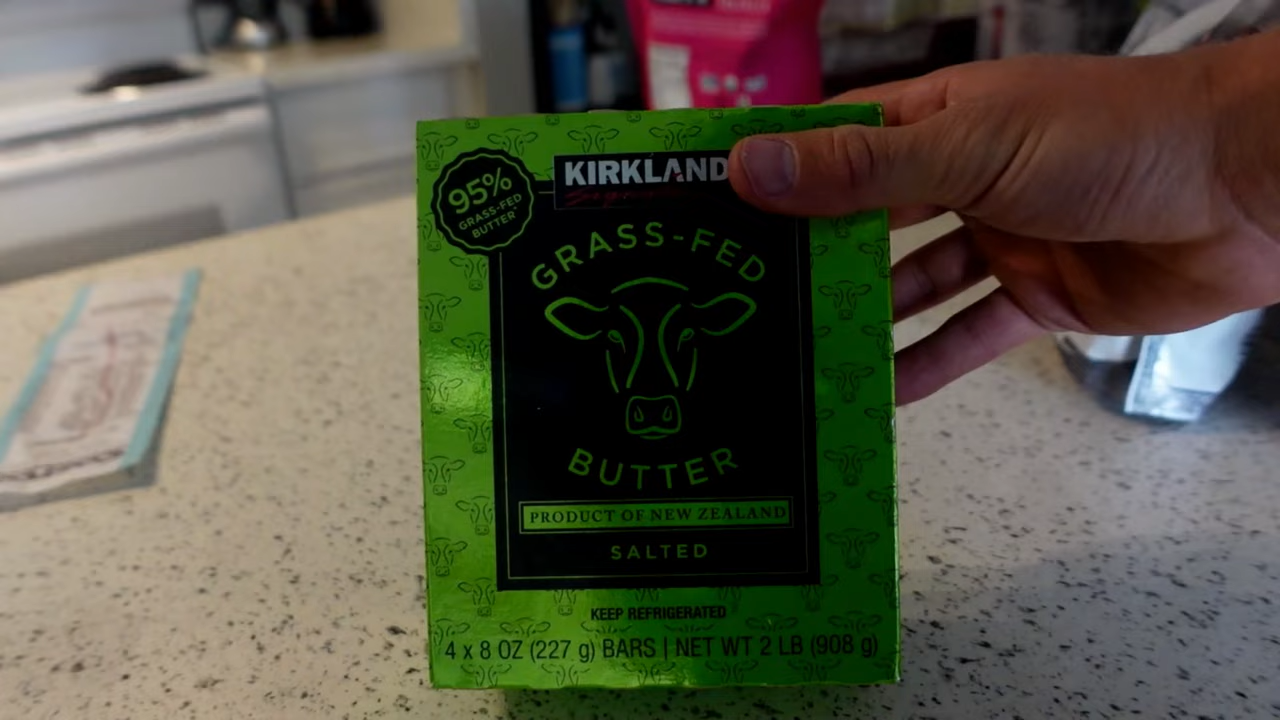 95%
GRASS-FED
BUTTER*
KIRKLAND
GRASS-FED
BUTTER
PRODUCT OF NEW ZEALAND
SALTED
KEEP REFRIGERATED
4 x 8 OZ (227 g) BARS | NET WT 2 LB (908 g)